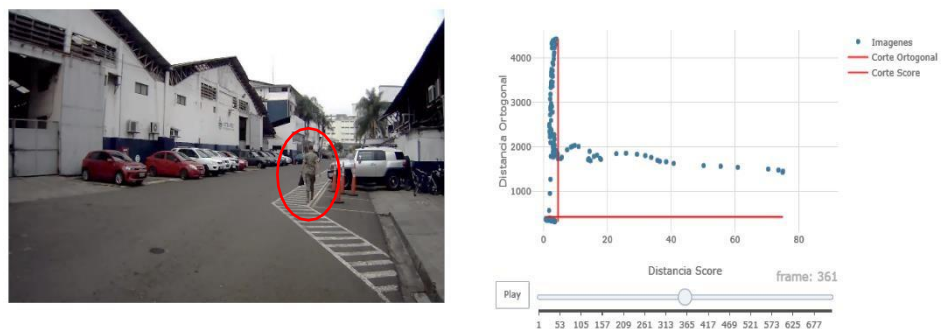 Distancia Ortogonal
4000
3000
2000
1000
0 20 40 60 80
Distancia Score
Imagenes
Corte Ortogonal
Corte Score
frame: 361
Play
1 53 105 157 209 261 313 365 417 469 521 573 625 677